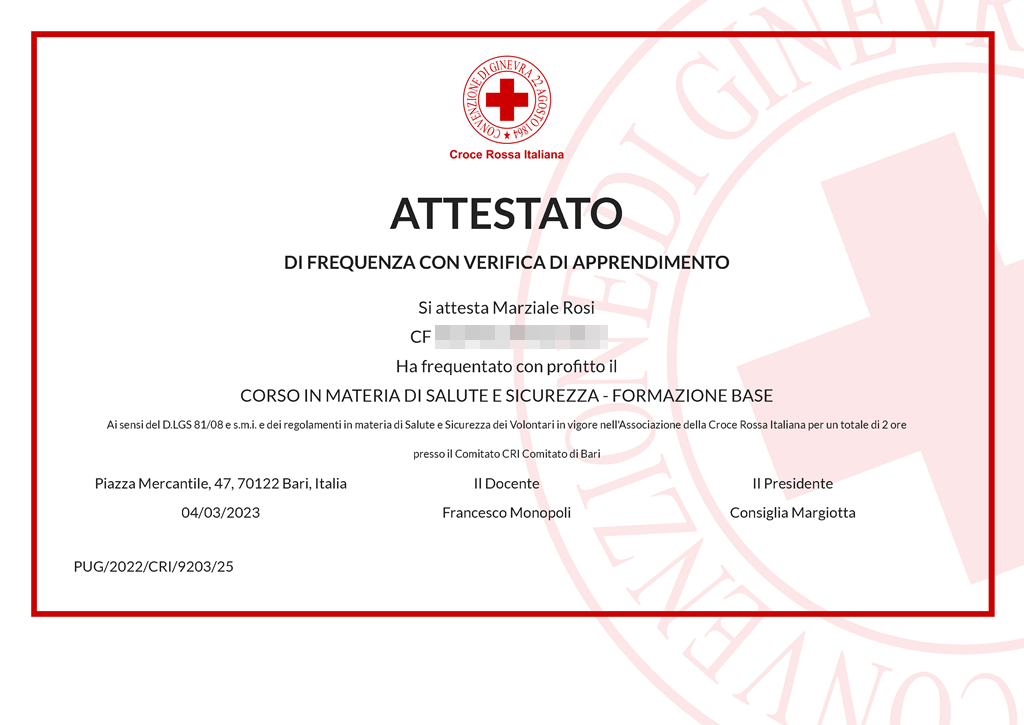 CONVENZIONE DI GINEVRA 22 AGOSTO 1864
Croce Rossa Italiana
ATTESTATO
DI FREQUENZA CON VERIFICA DI APPRENDIMENTO
Si attesta Marziale Rosi
CF
Ha frequentato con profitto il
CORSO IN MATERIA DI SALUTE E SICUREZZA - FORMAZIONE BASE
Ai sensi del D.LGS 81/08 e s.m.i. e dei regolamenti in materia di Salute e Sicurezza dei Volontari in vigore nell'Associazione della Croce Rossa Italiana per un totale di 2 ore
presso il Comitato CRI Comitato di Bari
Piazza Mercantile, 47, 70122 Bari, Italia Il Docente Il Presidente
04/03/2023 Francesco Monopoli Consiglia Margiotta
PUG/2022/CRI/9203/25
CONVENZIONE DI GINEVR